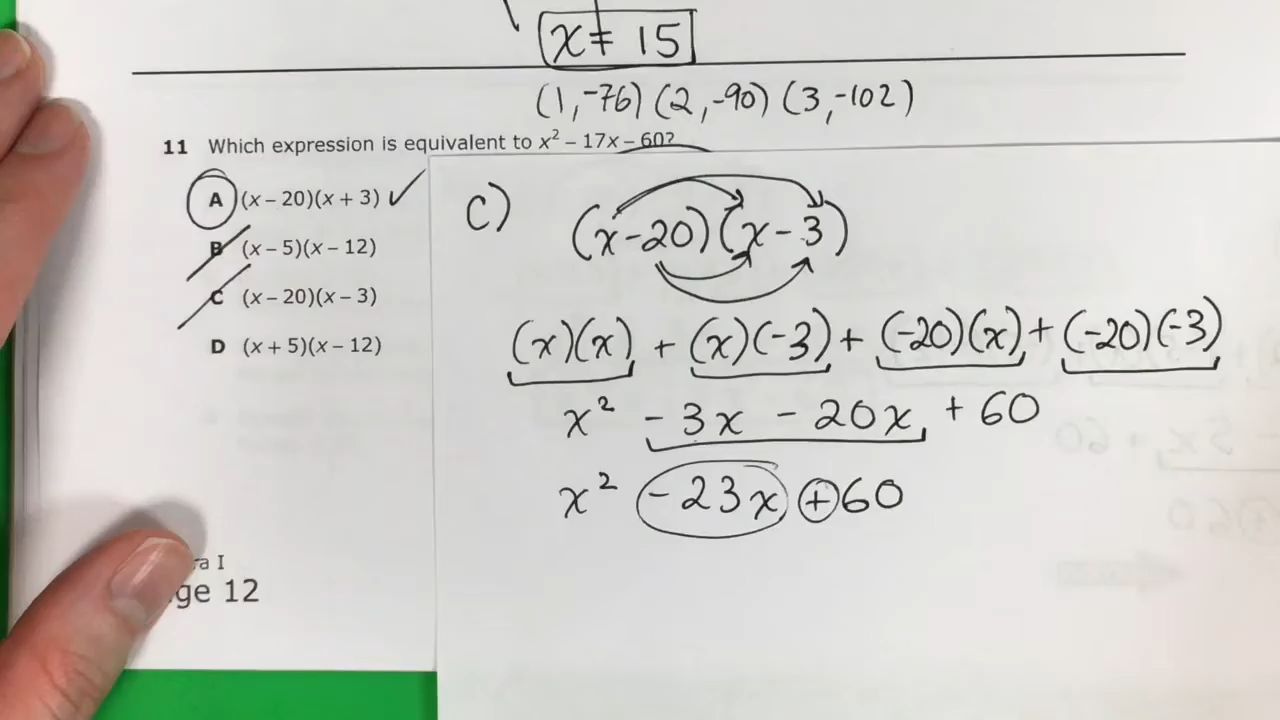 x = 15
(1,-76) (2,-90) (3,-102)
11 Which expression is equivalent to x² – 17x – 60?
A (x – 20)(x + 3) ✓
B (x – 5)(x – 12)
C (x – 20)(x – 3)
D (x + 5)(x – 12)
C) (x-20)(x-3)
(x)(x) + (x)(-3) + (-20)(x) + (-20)(-3)
x² - 3x - 20x + 60
x² - 23x + 60
ra I
ge 12